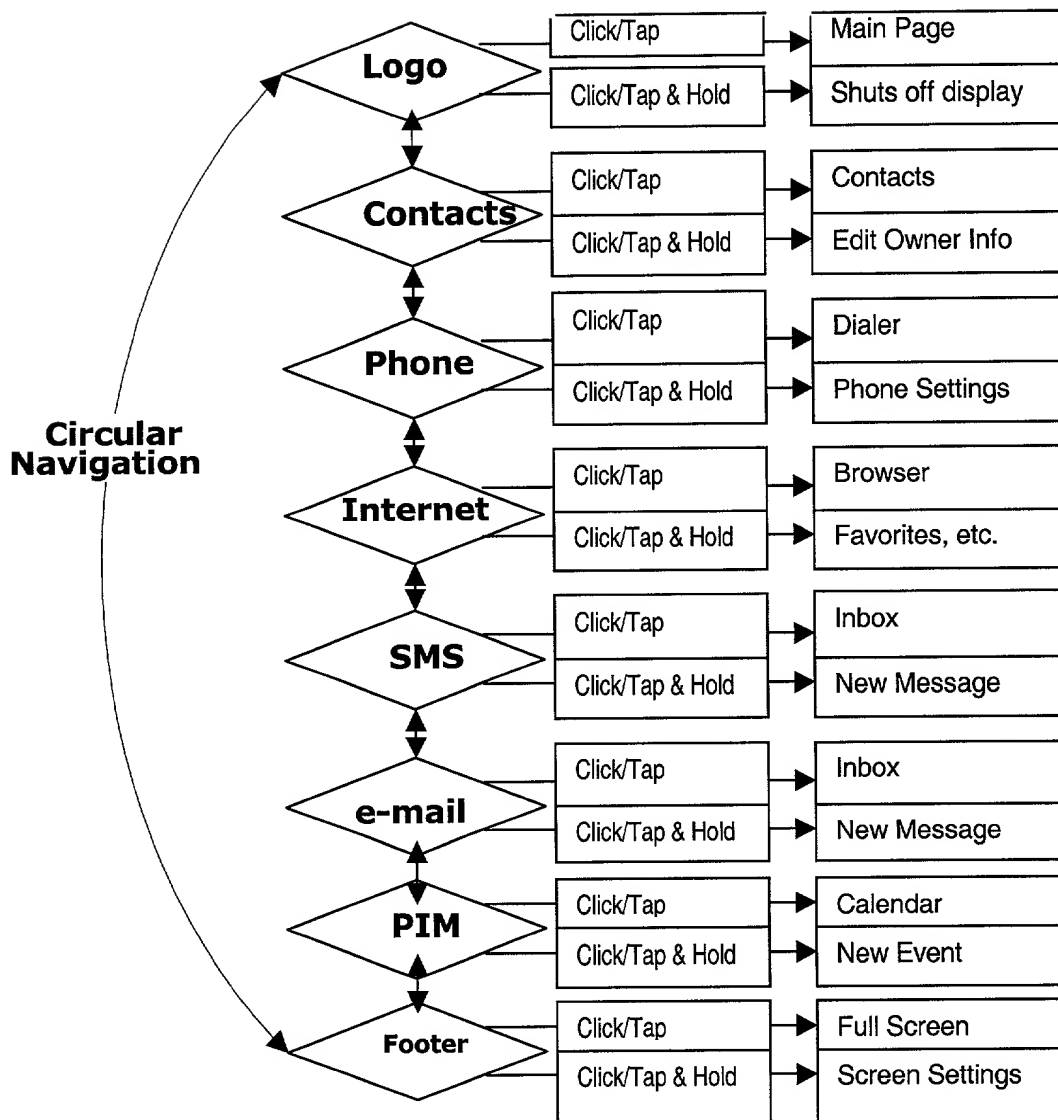 Logo
Click/Tap
Main Page
Click/Tap & Hold
Shuts off display
Contacts
Click/Tap
Contacts
Click/Tap & Hold
Edit Owner Info
Phone
Click/Tap
Dialer
Click/Tap & Hold
Phone Settings
Circular
Navigation
Internet
Click/Tap
Browser
Click/Tap & Hold
Favorites, etc.
SMS
Click/Tap
Inbox
Click/Tap & Hold
New Message
e-mail
Click/Tap
Inbox
Click/Tap & Hold
New Message
PIM
Click/Tap
Calendar
Click/Tap & Hold
New Event
Footer
Click/Tap
Full Screen
Click/Tap & Hold
Screen Settings